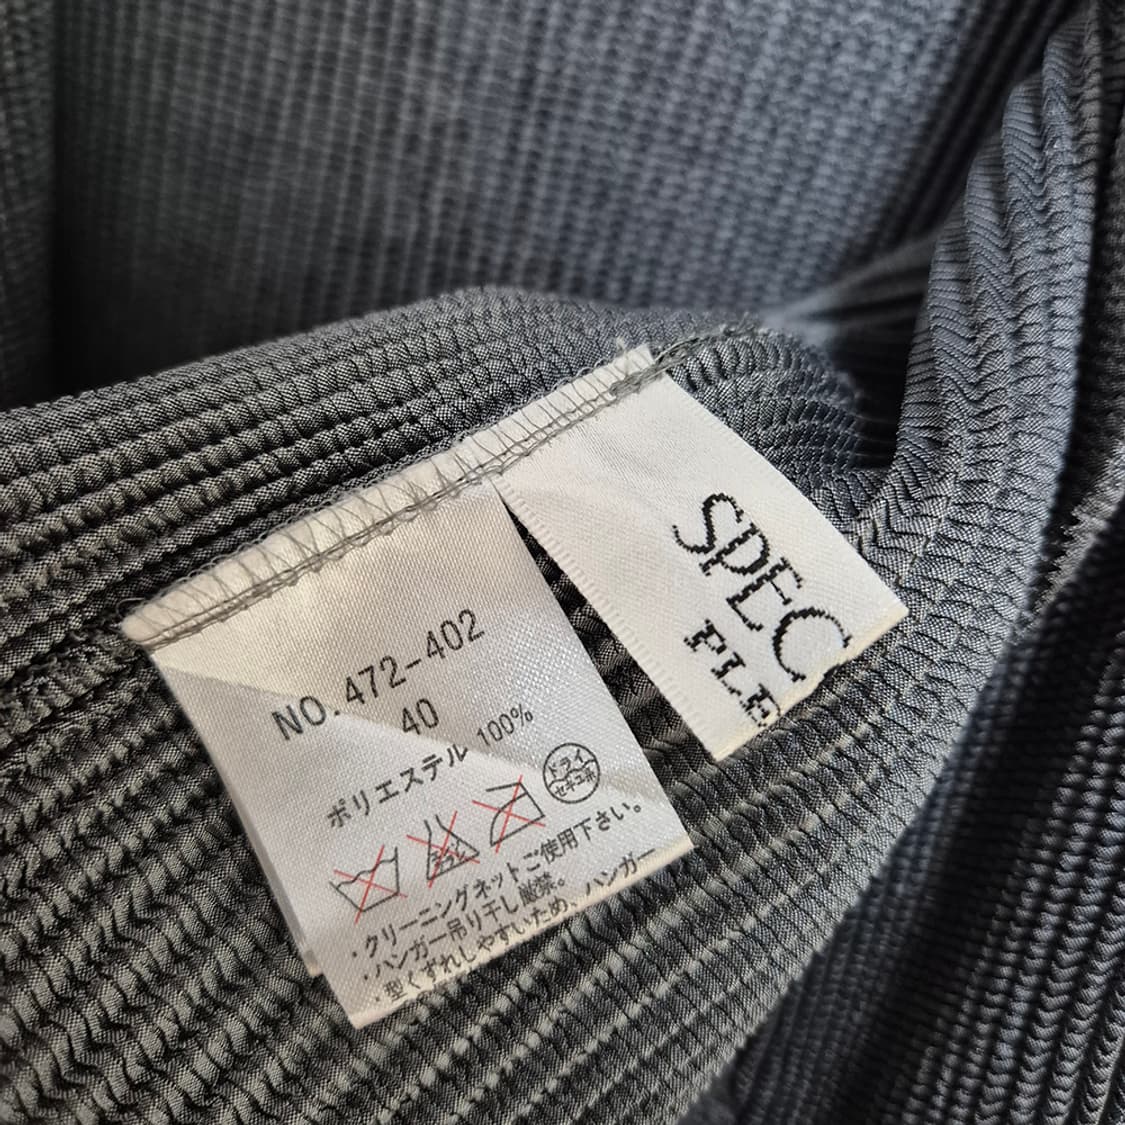 NO.472-402
40
ポリエステル 100%
ドライ
セキユ系
・クリーニングネットご使用下さい。
・ハンガー吊り干し厳禁。
・型くずれしやすいため、ハンガー
SPEC
PLE